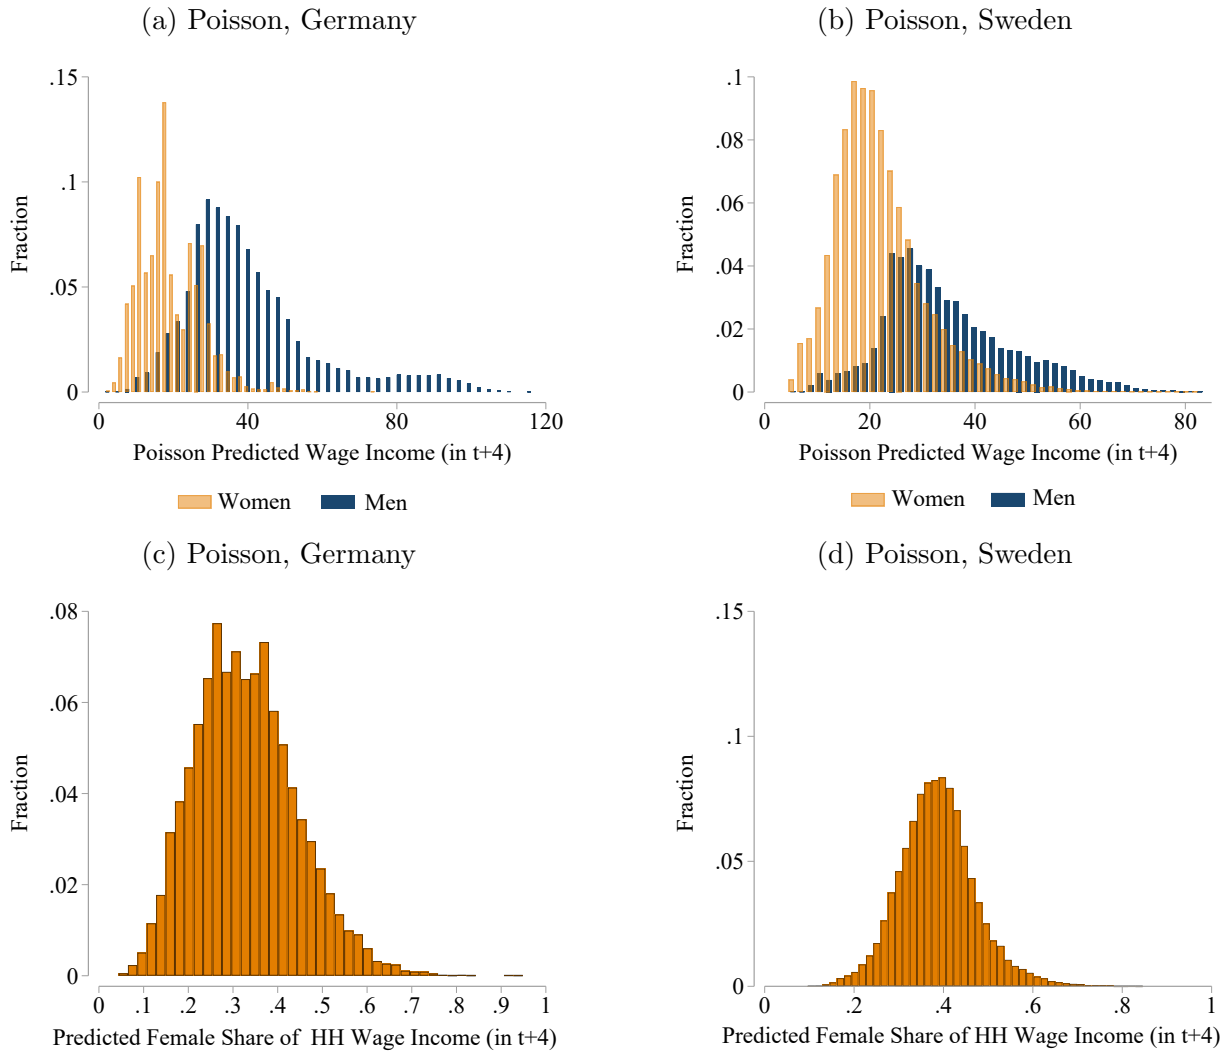 (a) Poisson, Germany
.15
.1
.05
0
Fraction
0 40 80 120
Poisson Predicted Wage Income (in t+4)
Women Men
(b) Poisson, Sweden
.1
.08
.06
.04
.02
0
Fraction
0 20 40 60 80
Poisson Predicted Wage Income (in t+4)
Women Men
(c) Poisson, Germany
.08
.06
.04
.02
0
Fraction
0 .1 .2 .3 .4 .5 .6 .7 .8 .9 1
Predicted Female Share of HH Wage Income (in t+4)
(d) Poisson, Sweden
.15
.1
.05
0
Fraction
0 .2 .4 .6 .8 1
Predicted Female Share of HH Wage Income (in t+4)